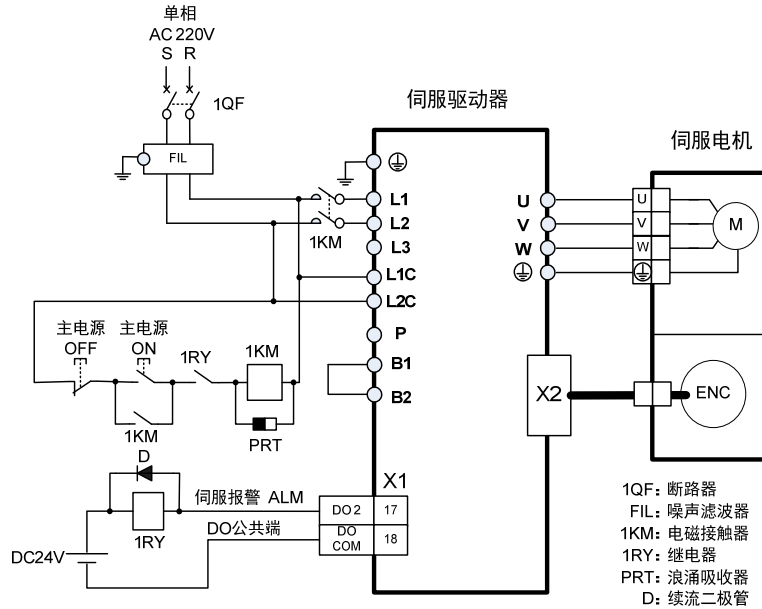 单相
AC 220V
S R
1QF
FIL
伺服驱动器
伺服电机
L1
L2
1KM
L3
L1C
L2C
P
B1
B2
U
V
W
U
V
W
M
主电源
OFF
主电源
ON
1RY
1KM
1KM
PRT
X2
ENC
D
1RY
DC24V
伺服报警 ALM
DO公共端
X1
DO 2
17
DO
COM
18
1QF: 断路器
FIL: 噪声滤波器
1KM: 电磁接触器
1RY: 继电器
PRT: 浪涌吸收器
D: 续流二极管